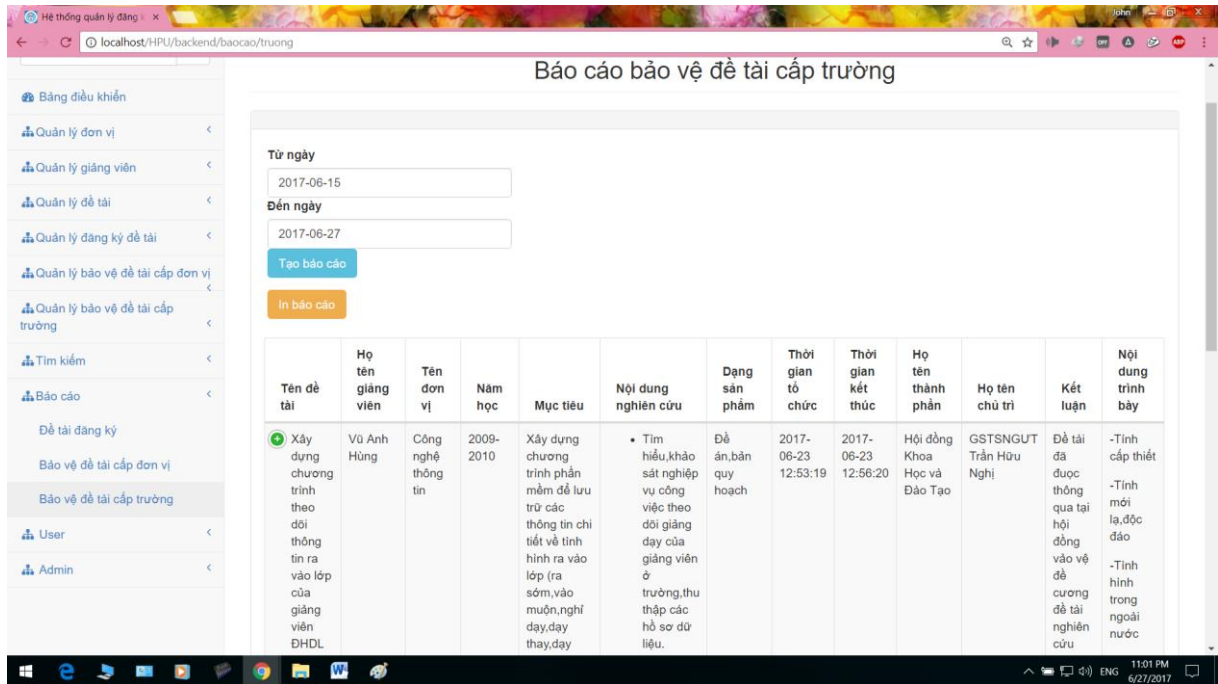 Hệ thống quản lý đăng k
John
localhost/HPU/backend/baocao/truong
Báo cáo bảo vệ đề tài cấp trường
Bảng điều khiển
Quản lý đơn vị
Quản lý giảng viên
Quản lý đề tài
Quản lý đăng ký đề tài
Quản lý bảo vệ đề tài cấp đơn vị
Quản lý bảo vệ đề tài cấp
trường
Tìm kiếm
Báo cáo
Đề tài đăng ký
Bảo vệ đề tài cấp đơn vị
Bảo vệ đề tài cấp trường
User
Admin
Từ ngày
2017-06-15
Đến ngày
2017-06-27
Tạo báo cáo
In báo cáo
Tên đề
tài
Họ
tên
giảng
viên
Tên
đơn
vị
Năm
học
Mục tiêu
Nội dung
nghiên cứu
Dạng
sản
phẩm
Thời
gian
tổ
chức
Thời
gian
kết
thúc
Họ
tên
thành
phần
Họ tên
chủ trì
Kết
luận
Nội
dung
trình
bày
Xây
dựng
chương
trình
theo
dõi
thông
tin ra
vào lớp
của
giảng
viên
ĐHDL
Vũ Anh
Hùng
Công
nghệ
thông
tin
2009-
2010
Xây dựng
chương
trình phần
mềm để lưu
trữ các
thông tin chi
tiết về tình
hình ra vào
lớp (ra
sớm,vào
muộn,nghỉ
dạy,dạy
thay,dạy
• Tìm
hiểu,khảo
sát nghiệp
vụ công
việc theo
dõi giảng
dạy của
giảng viên
ở
trường,thu
thập các
hồ sơ dữ
liệu.
Đề
án,bản
quy
hoạch
2017-
06-23
12:53:19
2017-
06-23
12:56:20
Hội đồng
Khoa
Học và
Đào Tạo
GSTSNGƯT
Trần Hữu
Nghị
Đề tài
đã
đuọc
thông
qua tại
hội
đồng
vảo vệ
đề
cương
đề tài
nghiên
cứu
-Tính
cấp thiết
-Tính
mới
lạ,độc
đáo
-Tình
hình
trong
ngoài
nước
ENG
11:01 PM
6/27/2017